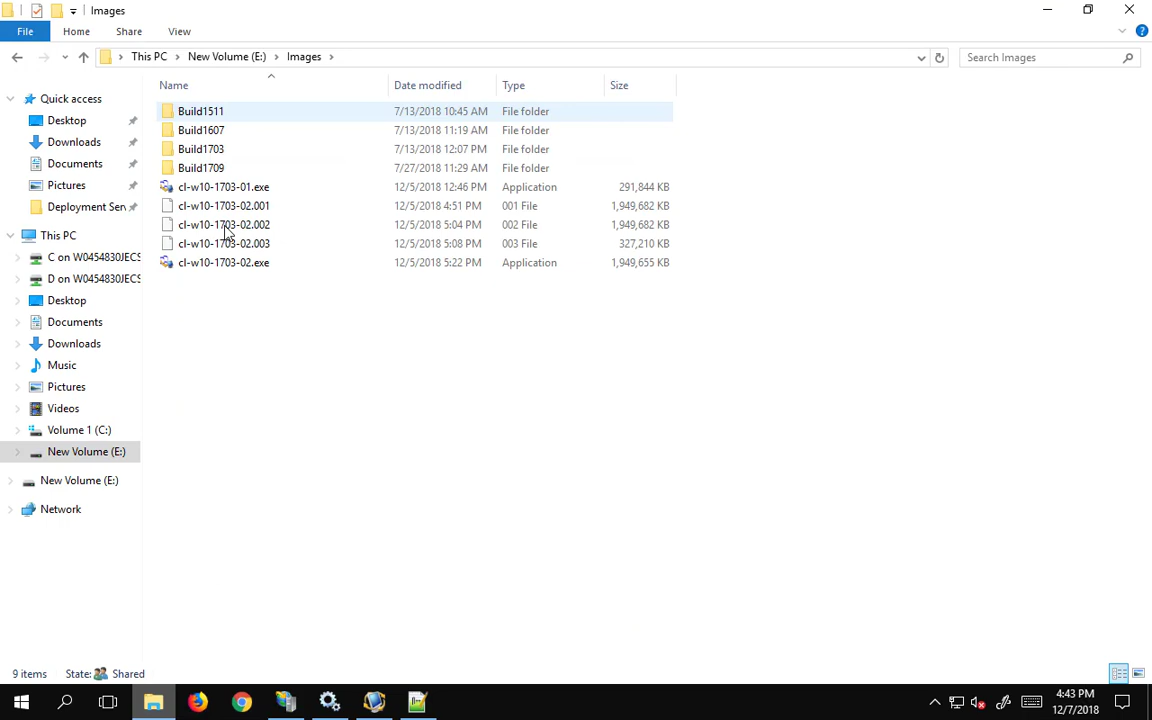 Images
File Home Share View
This PC New Volume (E:) Images Search Images
Name Date modified Type Size
Quick access
Desktop
Downloads
Documents
Pictures
Deployment Serv
This PC
C on W0454830JECS
D on W0454830JECS
Desktop
Documents
Downloads
Music
Pictures
Videos
Volume 1 (C:)
New Volume (E:)
New Volume (E:)
Network
Build1511 7/13/2018 10:45 AM File folder
Build1607 7/13/2018 11:19 AM File folder
Build1703 7/13/2018 12:07 PM File folder
Build1709 7/27/2018 11:29 AM File folder
cl-w10-1703-01.exe 12/5/2018 12:46 PM Application 291,844 KB
cl-w10-1703-02.001 12/5/2018 4:51 PM 001 File 1,949,682 KB
cl-w10-1703-02.002 12/5/2018 5:04 PM 002 File 1,949,682 KB
cl-w10-1703-02.003 12/5/2018 5:08 PM 003 File 327,210 KB
cl-w10-1703-02.exe 12/5/2018 5:22 PM Application 1,949,655 KB
9 items State: Shared
4:43 PM
12/7/2018